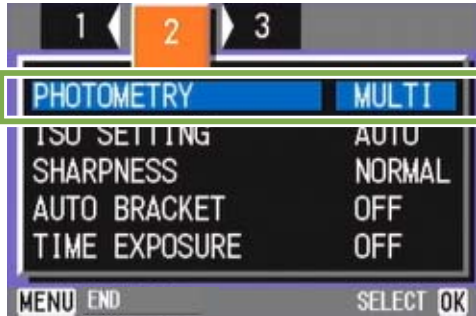 1 2 3
PHOTOMETRY MULTI
ISO SETTING AUTO
SHARPNESS NORMAL
AUTO BRACKET OFF
TIME EXPOSURE OFF
MENU END SELECT OK